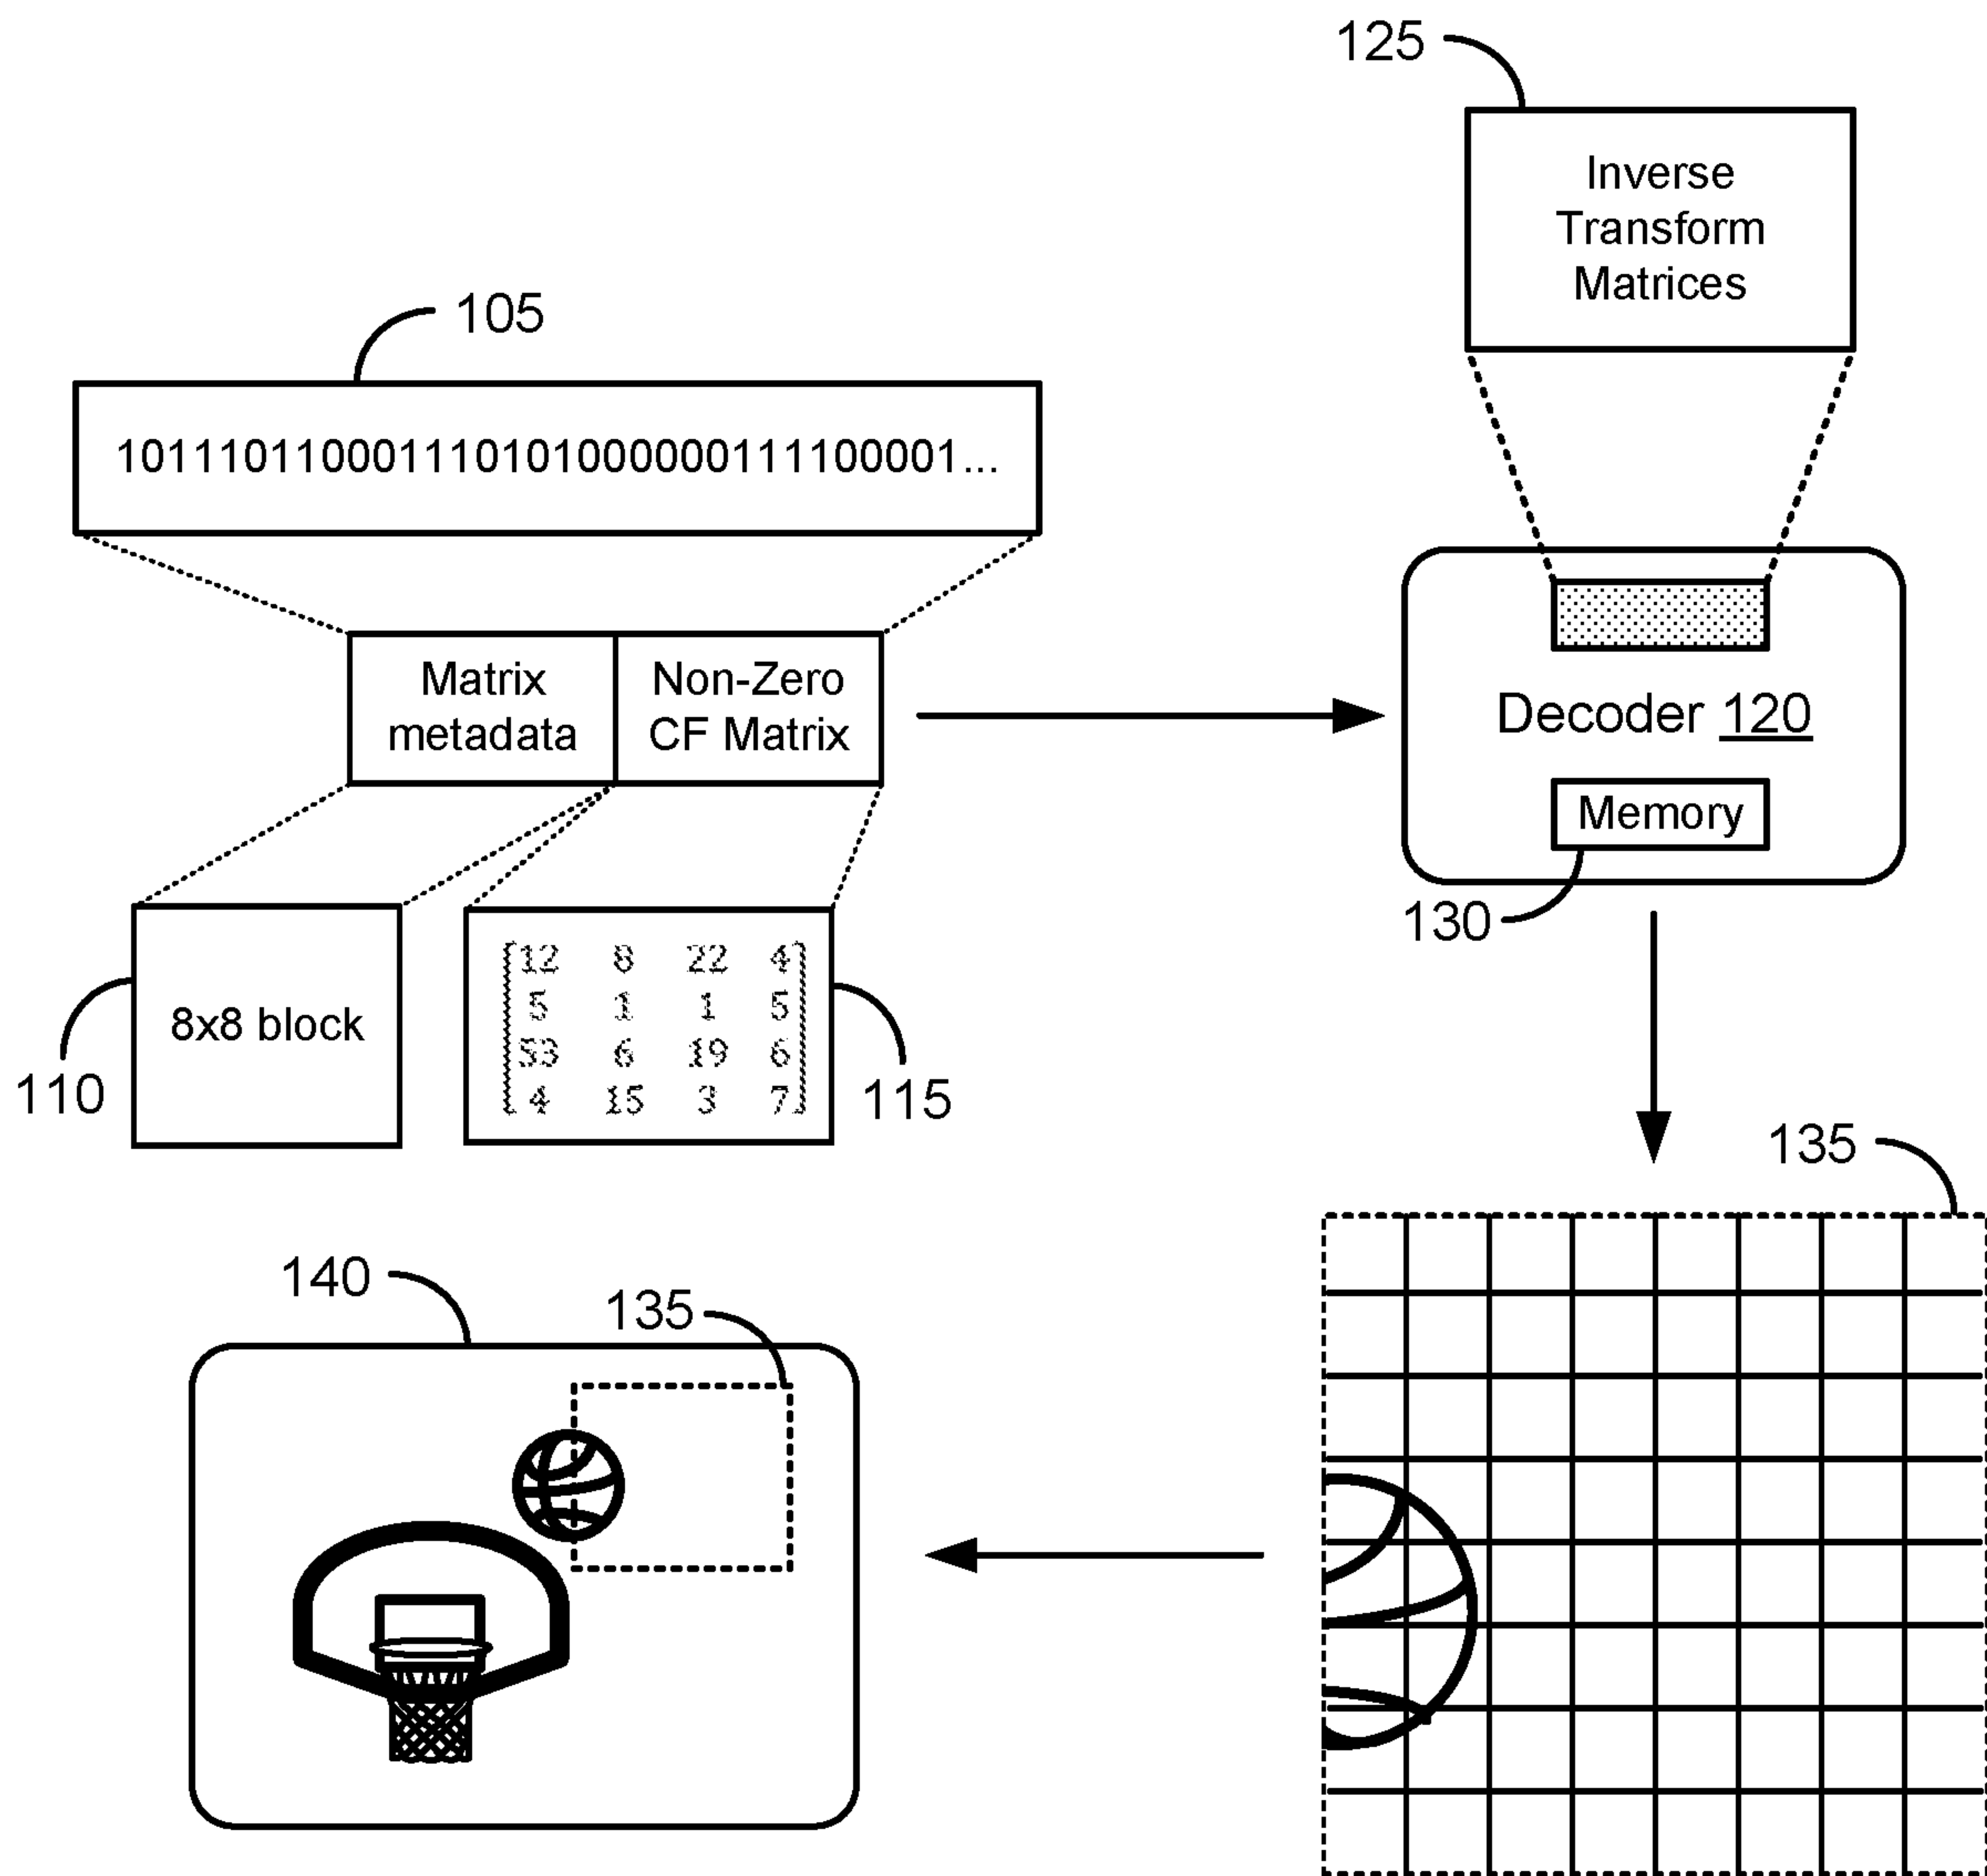 125
Inverse
Transform
Matrices
105
101110110001110101000000111100001...
Matrix
metadata
Non-Zero
CF Matrix
Decoder 120
Memory
130
8x8 block
110
12 8 22 4
5 1 1 5
53 6 19 6
4 15 3 7
115
135
140
135